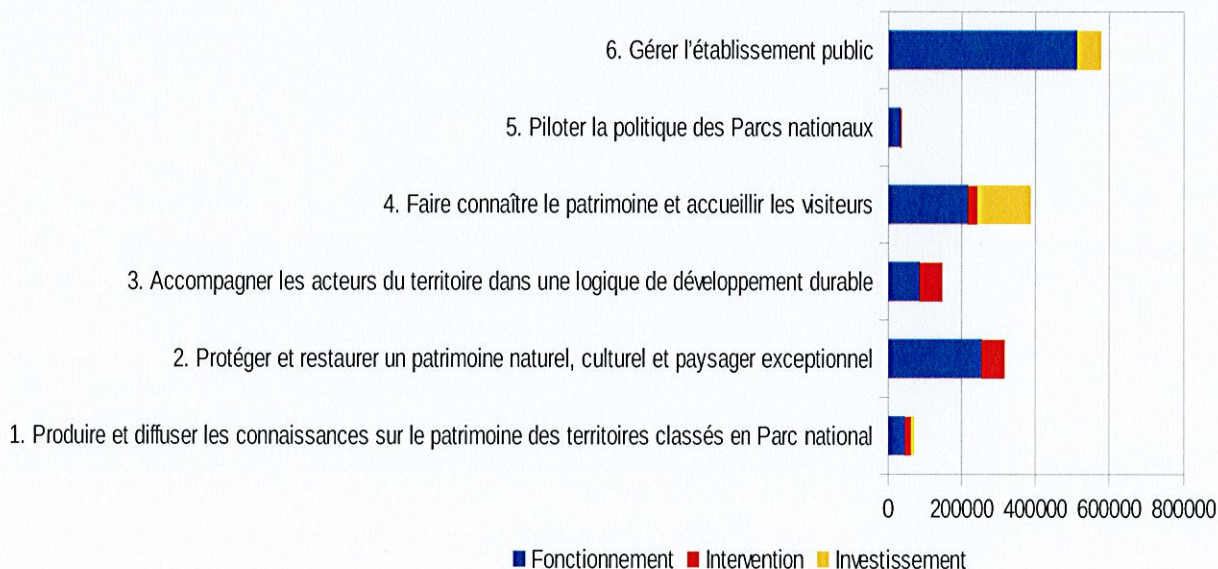 6. Gérer l'établissement public
5. Piloter la politique des Parcs nationaux
4. Faire connaître le patrimoine et accueillir les visiteurs
3. Accompagner les acteurs du territoire dans une logique de développement durable
2. Protéger et restaurer un patrimoine naturel, culturel et paysager exceptionnel
1. Produire et diffuser les connaissances sur le patrimoine des territoires classés en Parc national
0 200000 400000 600000 800000
Fonctionnement Intervention Investissement